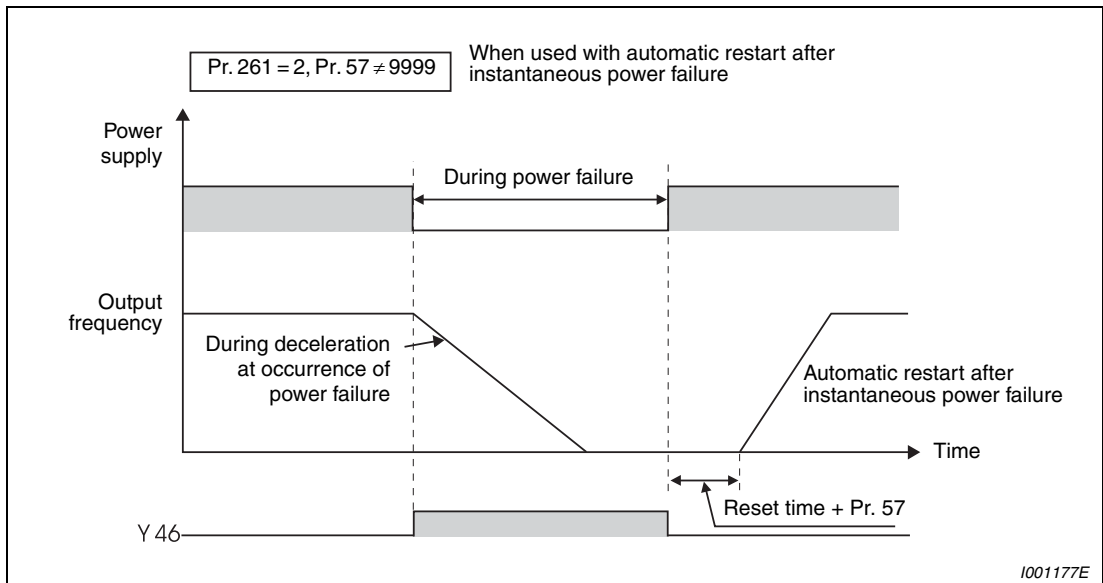 Pr. 261 = 2, Pr. 57 ≠ 9999
When used with automatic restart after
instantaneous power failure
Power
supply
During power failure
Output
frequency
During deceleration
at occurrence of
power failure
Automatic restart after
instantaneous power failure
Time
Reset time + Pr. 57
Y 46
I001177E